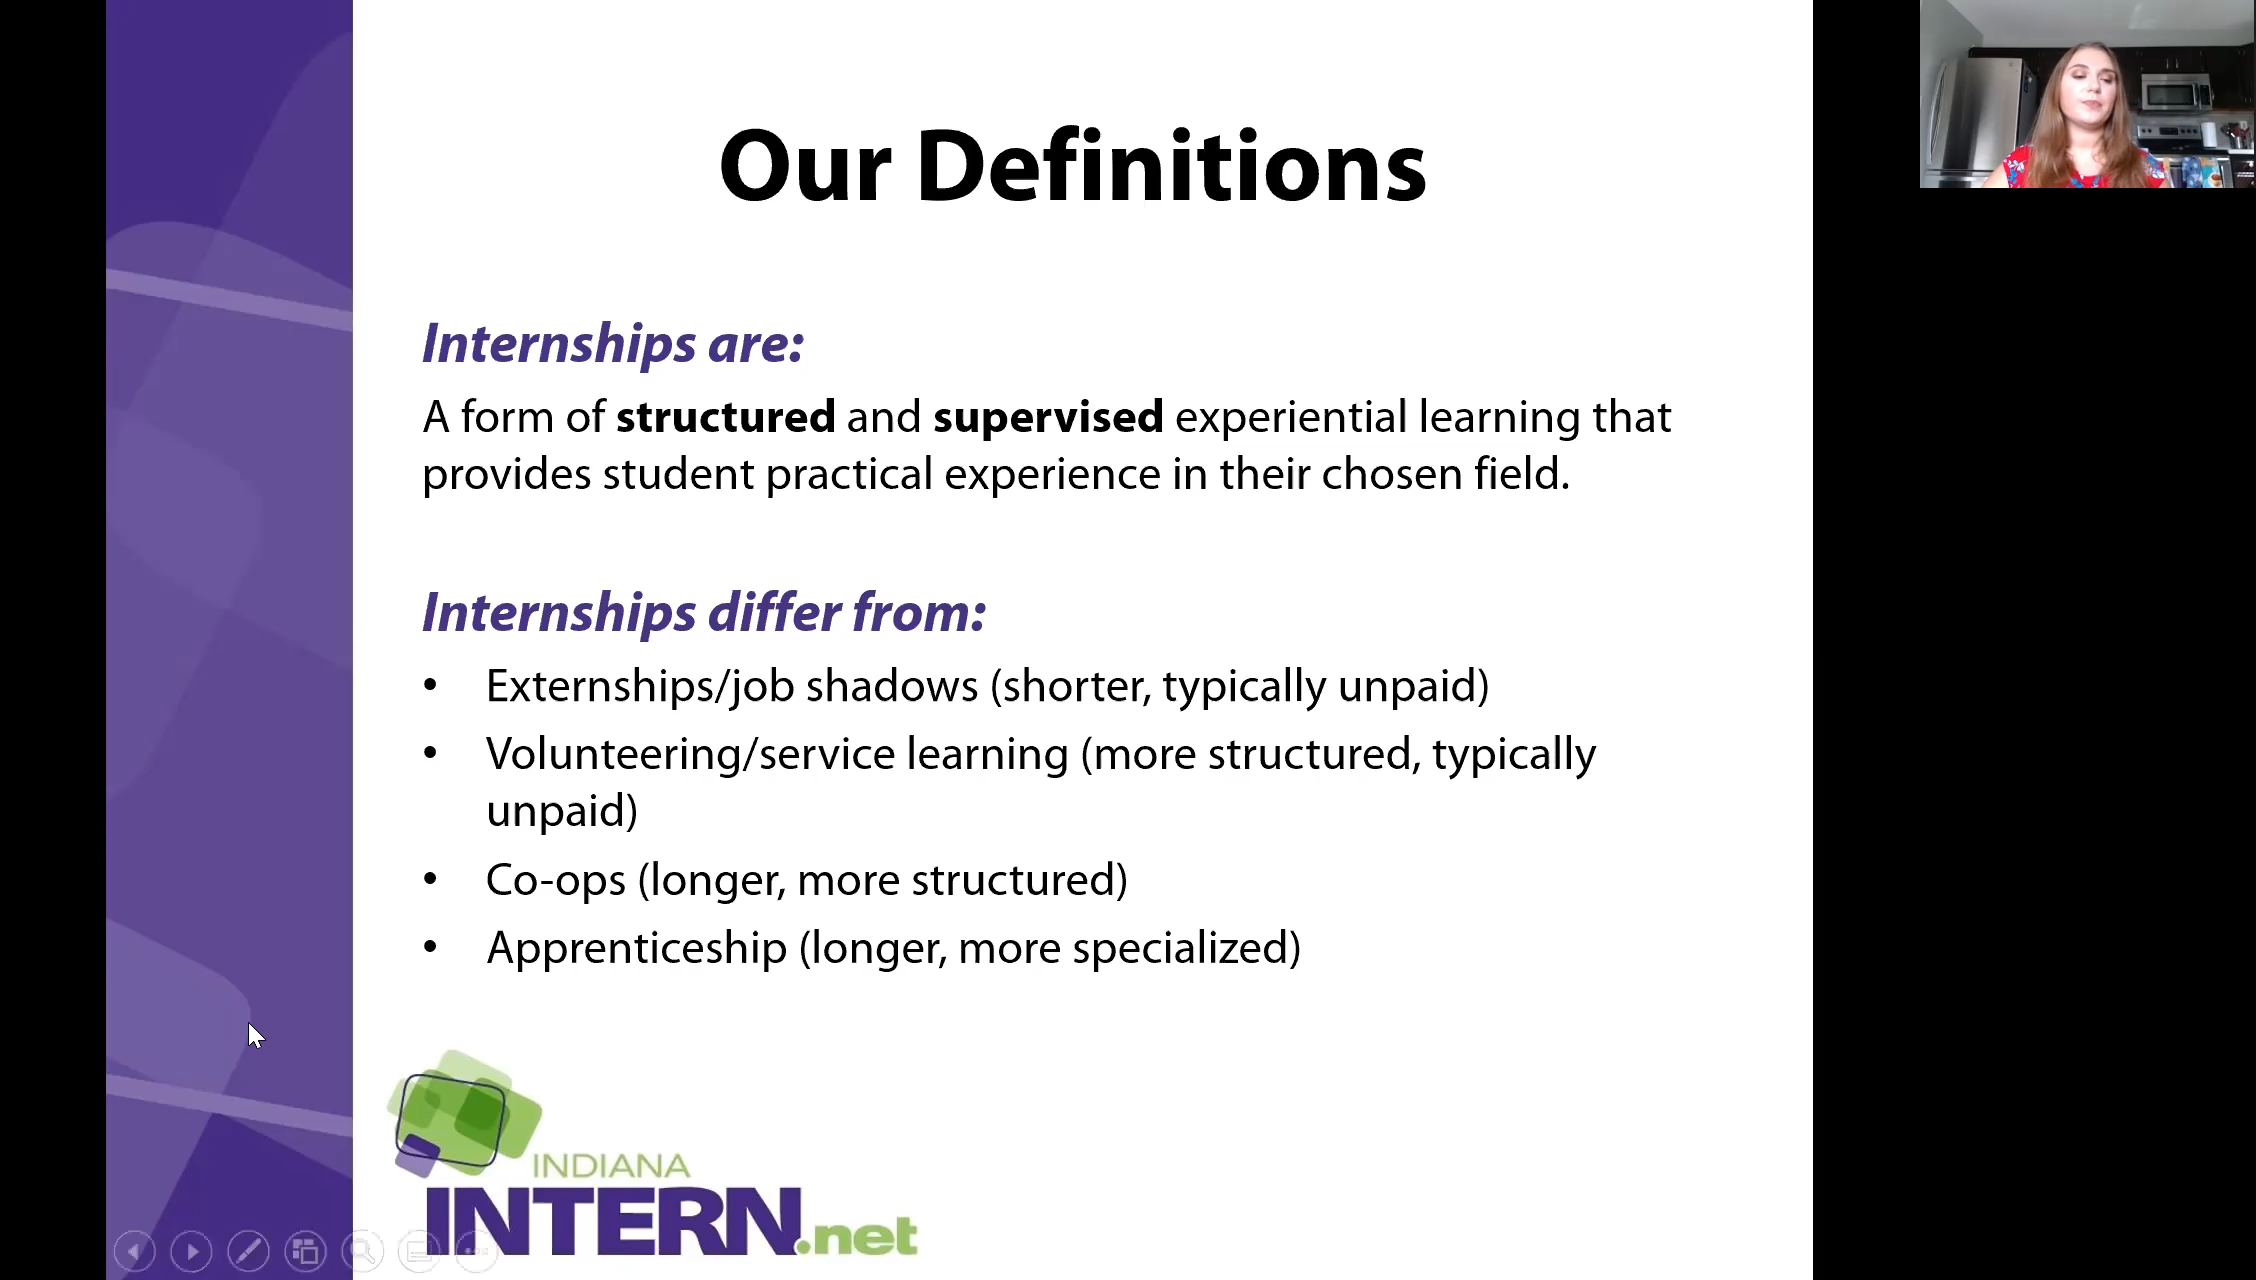 Our Definitions
Internships are:
A form of structured and supervised experiential learning that
provides student practical experience in their chosen field.
Internships differ from:
• Externships/job shadows (shorter, typically unpaid)
• Volunteering/service learning (more structured, typically
unpaid)
• Co-ops (longer, more structured)
• Apprenticeship (longer, more specialized)
INDIANA
INTERN.net